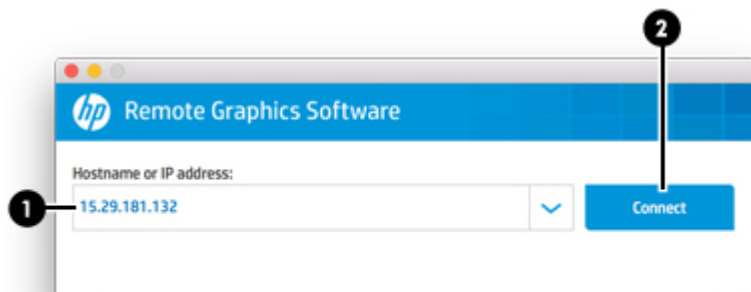 2
hp Remote Graphics Software
Hostname or IP address:
1 15.29.181.132 Connect